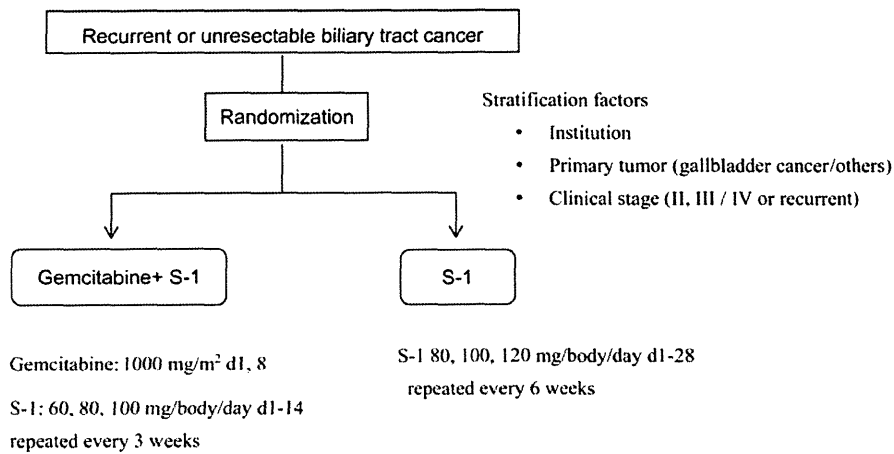 Recurrent or unresectable biliary tract cancer
Randomization
Stratification factors
• Institution
• Primary tumor (gallbladder cancer/others)
• Clinical stage (II, III / IV or recurrent)
Gemcitabine+ S-1
S-1
Gemcitabine: 1000 mg/m² d1, 8
S-1: 60, 80, 100 mg/body/day d1-14
repeated every 3 weeks
S-1 80, 100, 120 mg/body/day d1-28
repeated every 6 weeks